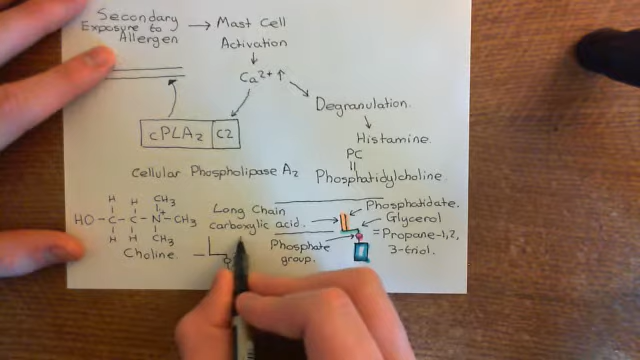 Secondary
Exposure to
Allergen
Mast Cell
Activation
Ca2+ ↑
Degranulation.
Histamine.
cPLA2 C2
Cellular Phospholipase A2
PC
=
Phosphatidylcholine.
CH3
H H
HO-C-C-N+-CH3
H H
CH3
Choline.
Long Chain
carboxylic acid.
Phosphate
group.
Phosphatidate.
Glycerol
= Propane-1,2,
3-triol.